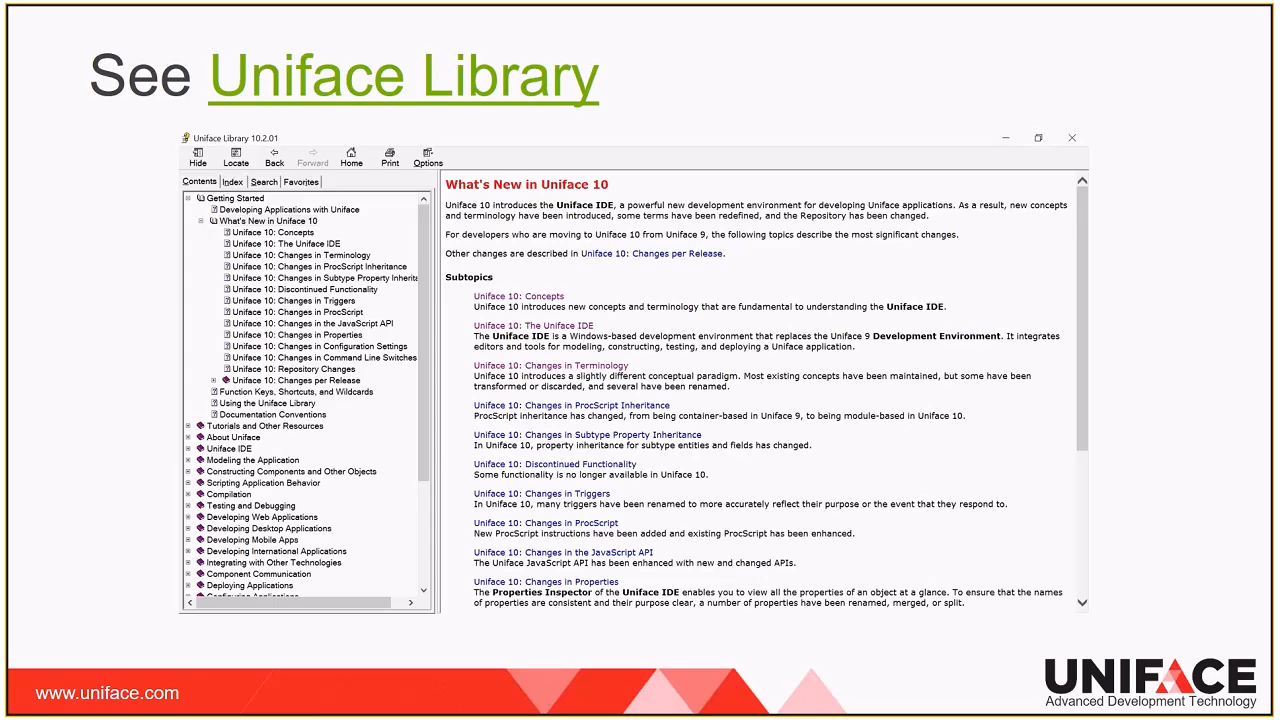 See Uniface Library
Uniface Library 10.2.01
Hide Locate Back Forward Home Print Options
Contents Index Search Favorites
Getting Started
Developing Applications with Uniface
What's New in Uniface 10
Uniface 10: Concepts
Uniface 10: The Uniface IDE
Uniface 10: Changes in Terminology
Uniface 10: Changes in ProcScript Inheritance
Uniface 10: Changes in Subtype Property Inherita
Uniface 10: Discontinued Functionality
Uniface 10: Changes in Triggers
Uniface 10: Changes in ProcScript
Uniface 10: Changes in the JavaScript API
Uniface 10: Changes in Properties
Uniface 10: Changes in Configuration Settings
Uniface 10: Changes in Command Line Switches
Uniface 10: Repository Changes
Uniface 10: Changes per Release
Function Keys, Shortcuts, and Wildcards
Using the Uniface Library
Documentation Conventions
Tutorials and Other Resources
About Uniface
Uniface IDE
Modeling the Application
Constructing Components and Other Objects
Scripting Application Behavior
Compilation
Testing and Debugging
Developing Web Applications
Developing Desktop Applications
Developing Mobile Apps
Developing International Applications
Integrating with Other Technologies
Component Communication
Deploying Applications
Configuring Applications
What's New in Uniface 10
Uniface 10 introduces the Uniface IDE, a powerful new development environment for developing Uniface applications. As a result, new concepts
and terminology have been introduced, some terms have been redefined, and the Repository has been changed.
For developers who are moving to Uniface 10 from Uniface 9, the following topics describe the most significant changes.
Other changes are described in Uniface 10: Changes per Release.
Subtopics
Uniface 10: Concepts
Uniface 10 introduces new concepts and terminology that are fundamental to understanding the Uniface IDE.
Uniface 10: The Uniface IDE
The Uniface IDE is a Windows-based development environment that replaces the Uniface 9 Development Environment. It integrates
editors and tools for modeling, constructing, testing, and deploying a Uniface application.
Uniface 10: Changes in Terminology
Uniface 10 introduces a slightly different conceptual paradigm. Most existing concepts have been maintained, but some have been
transformed or discarded, and several have been renamed.
Uniface 10: Changes in ProcScript Inheritance
ProcScript inheritance has changed, from being container-based in Uniface 9, to being module-based in Uniface 10.
Uniface 10: Changes in Subtype Property Inheritance
In Uniface 10, property inheritance for subtype entities and fields has changed.
Uniface 10: Discontinued Functionality
Some functionality is no longer available in Uniface 10.
Uniface 10: Changes in Triggers
In Uniface 10, many triggers have been renamed to more accurately reflect their purpose or the event that they respond to.
Uniface 10: Changes in ProcScript
New ProcScript instructions have been added and existing ProcScript has been enhanced.
Uniface 10: Changes in the JavaScript API
The Uniface JavaScript API has been enhanced with new and changed APIs.
Uniface 10: Changes in Properties
The Properties Inspector of the Uniface IDE enables you to view all the properties of an object at a glance. To ensure that the names
of properties are consistent and their purpose clear, a number of properties have been renamed, merged, or split.
www.uniface.com
UNIFACE
Advanced Development Technology